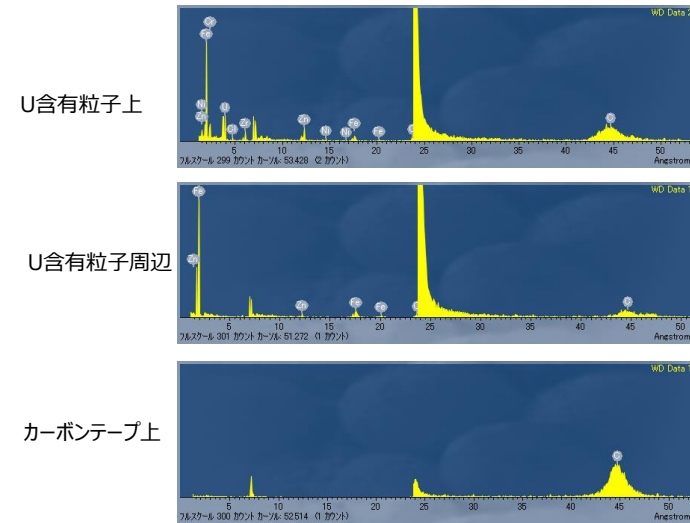 WD Data 2
Cr
Fe
Ni
U
Zn
Cl
Zr
Zn
Ni
Fe
Ni
Fe
U含有粒子上
5 10 15 20 25 30 35 40 45 50
フルスケール 299 カウント カーソル: 53.428 (2 カウント) Angstrom
WD Data 1
Fe
Zn
Zn
Fe
Fe
U含有粒子周辺
5 10 15 20 25 30 35 40 45 50
フルスケール 301 カウント カーソル: 51.272 (1 カウント) Angstrom
WD Data 1
カーボンテープ上
5 10 15 20 25 30 35 40 45 50
フルスケール 300 カウント カーソル: 52.514 (1 カウント) Angstrom